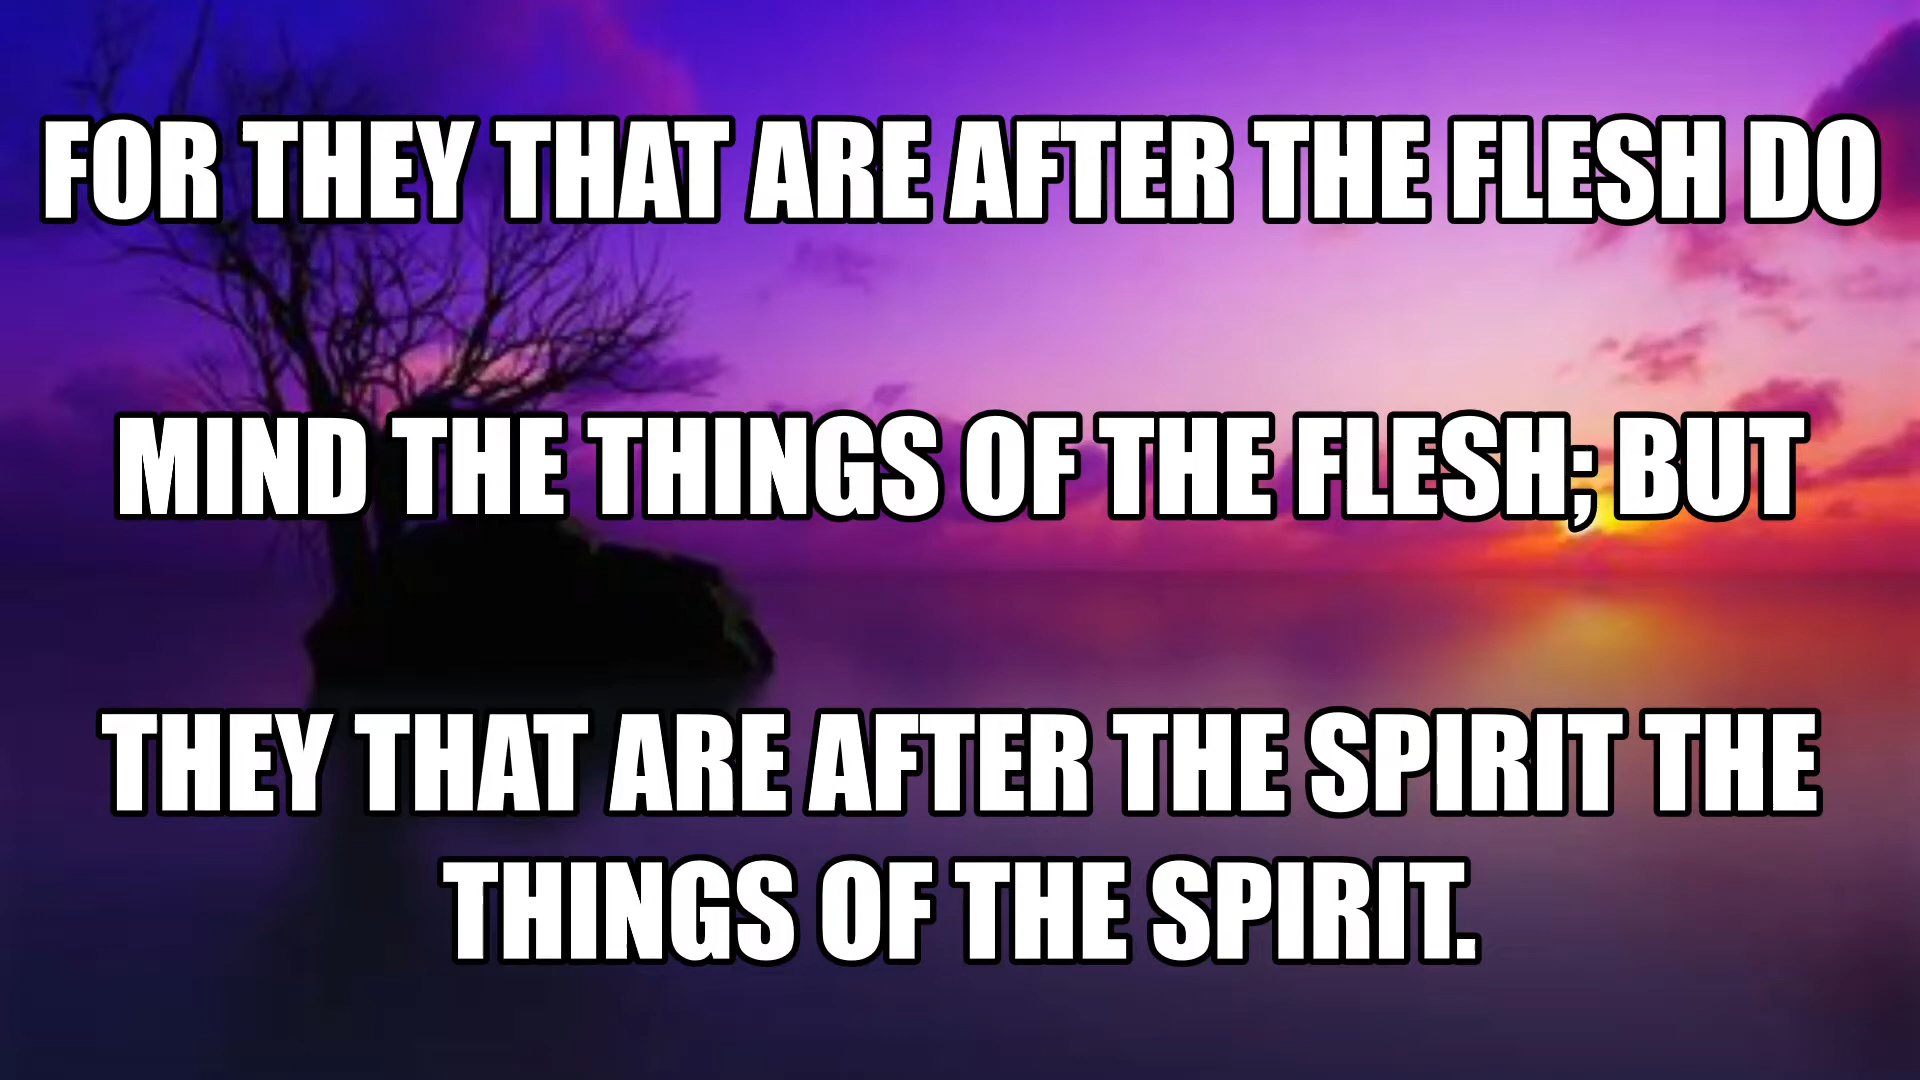 FOR THEY THAT ARE AFTER THE FLESH DO
MIND THE THINGS OF THE FLESH; BUT
THEY THAT ARE AFTER THE SPIRIT THE
THINGS OF THE SPIRIT.